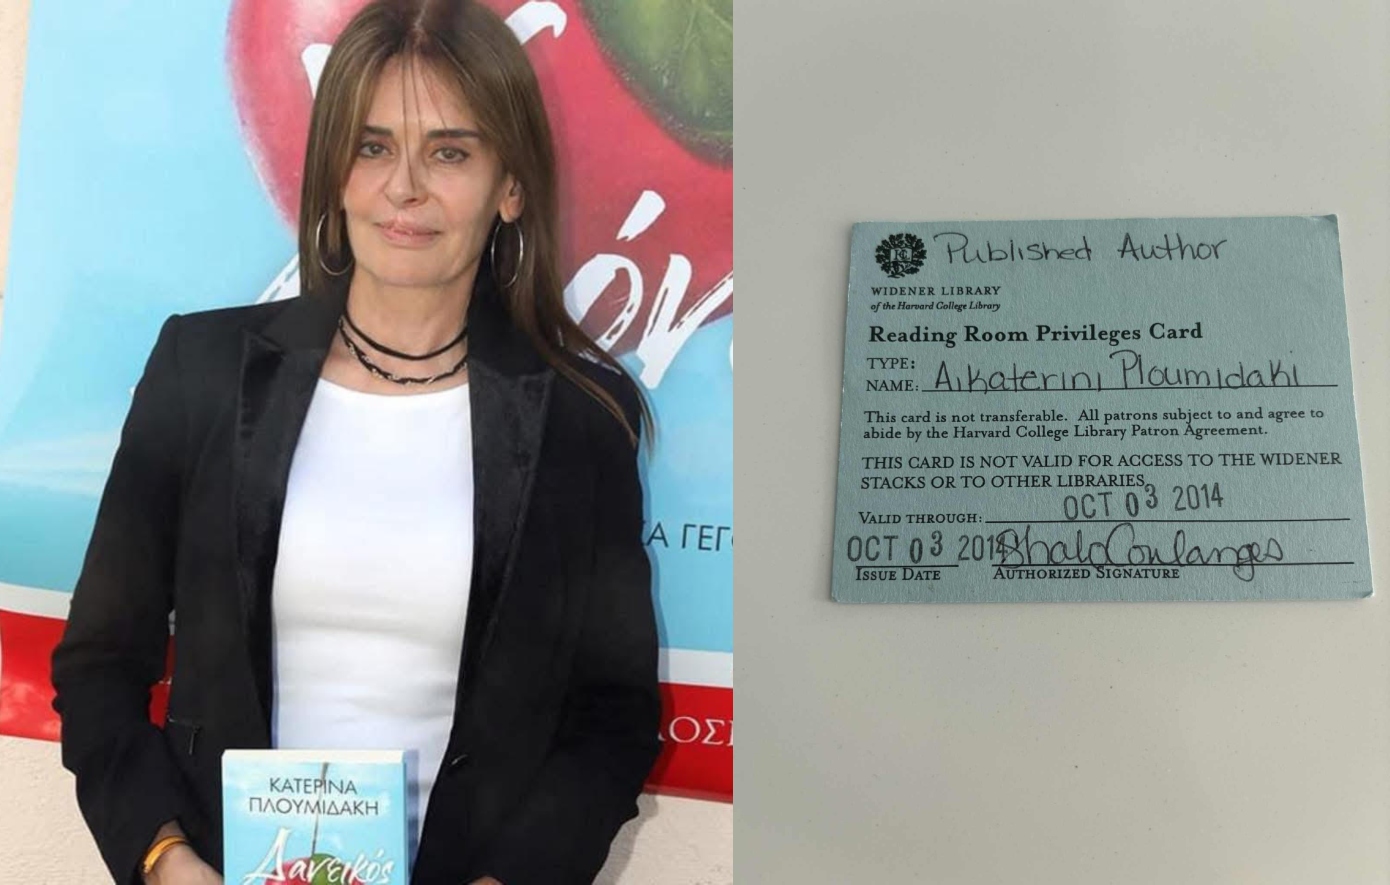 όν
ΚΑΤΕΡΙΝΑ
ΠΛΟΥΜΙΔΑΚΗ
Δανεικός
Published Author
WIDENER LIBRARY
of the Harvard College Library
Reading Room Privileges Card
TYPE:
NAME: Aikaterini Ploumidaki
This card is not transferable. All patrons subject to and agree to
abide by the Harvard College Library Patron Agreement.
THIS CARD IS NOT VALID FOR ACCESS TO THE WIDENER
STACKS OR TO OTHER LIBRARIES.
VALID THROUGH: OCT 03 2014
OCT 03 2014
ISSUE DATE AUTHORIZED SIGNATURE